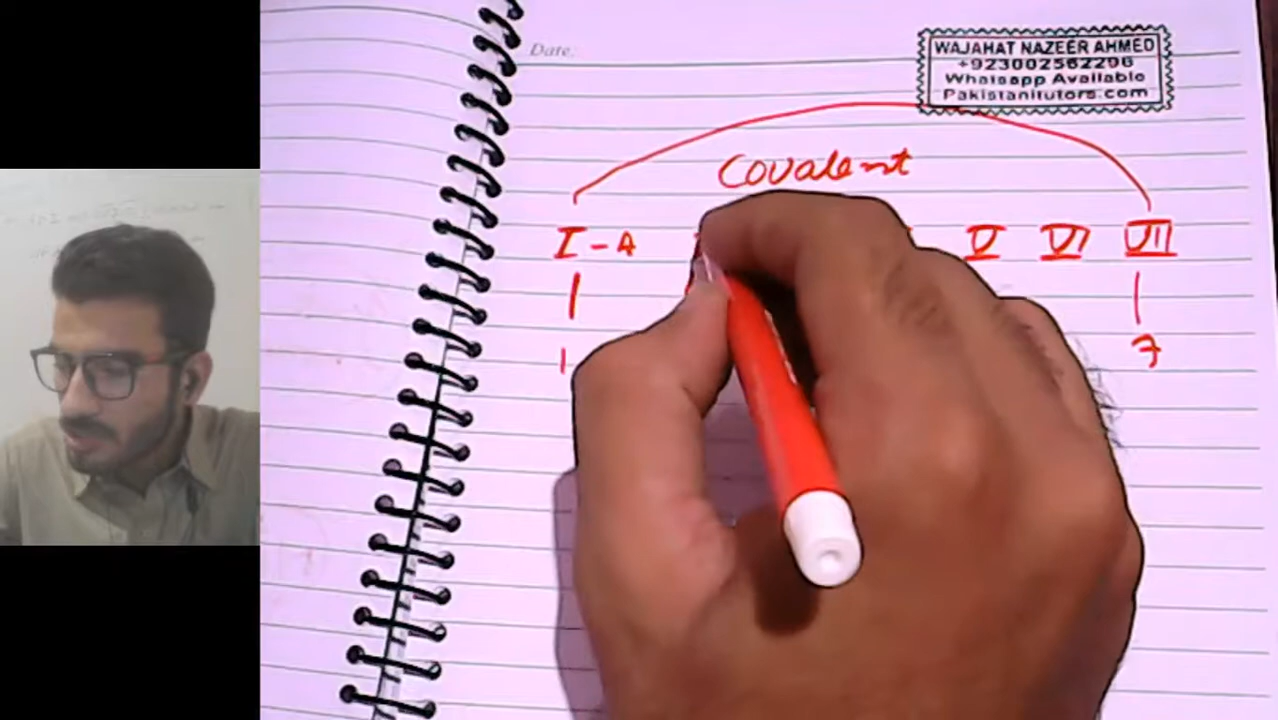 Date:
WAJAHAT NAZEER AHMED
+923002562296
Whatsapp Available
Pakistanitutors.com
Covalent
I-A V VI VII
1 7